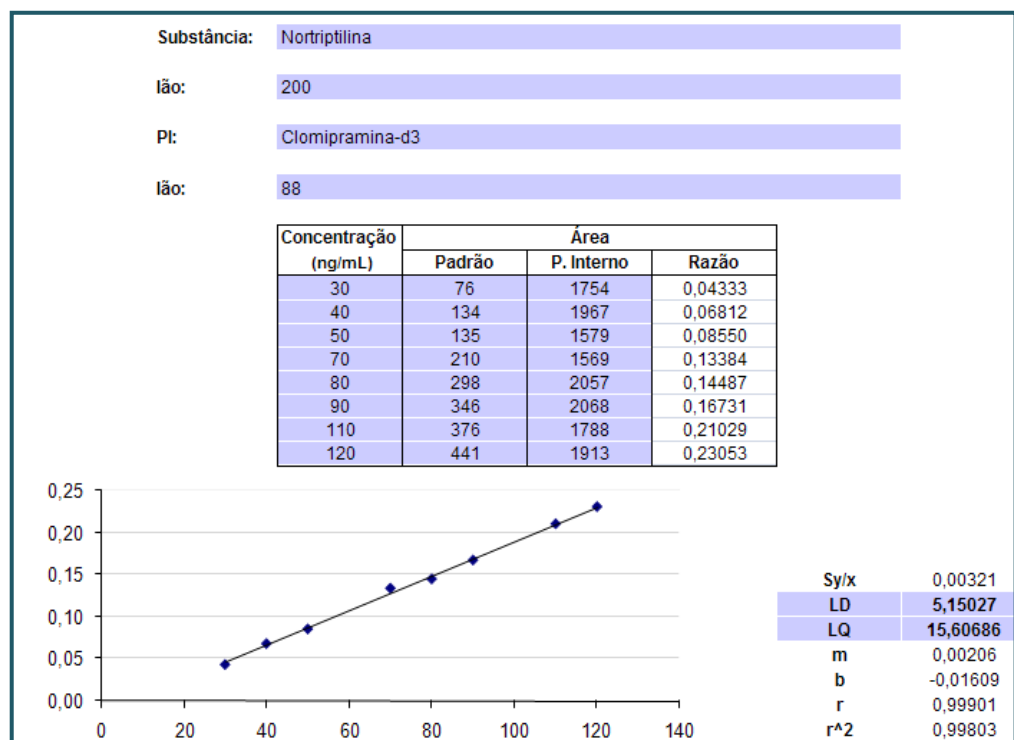 Substância: Nortriptilina
Ião: 200
PI: Clomipramina-d3
Ião: 88
Concentração Área
(ng/mL) Padrão P. Interno Razão
30 76 1754 0,04333
40 134 1967 0,06812
50 135 1579 0,08550
70 210 1569 0,13384
80 298 2057 0,14487
90 346 2068 0,16731
110 376 1788 0,21029
120 441 1913 0,23053
0,25
0,20
0,15
0,10
0,05
0,00
0 20 40 60 80 100 120 140
Sy/x 0,00321
LD 5,15027
LQ 15,60686
m 0,00206
b -0,01609
r 0,99901
r^2 0,99803